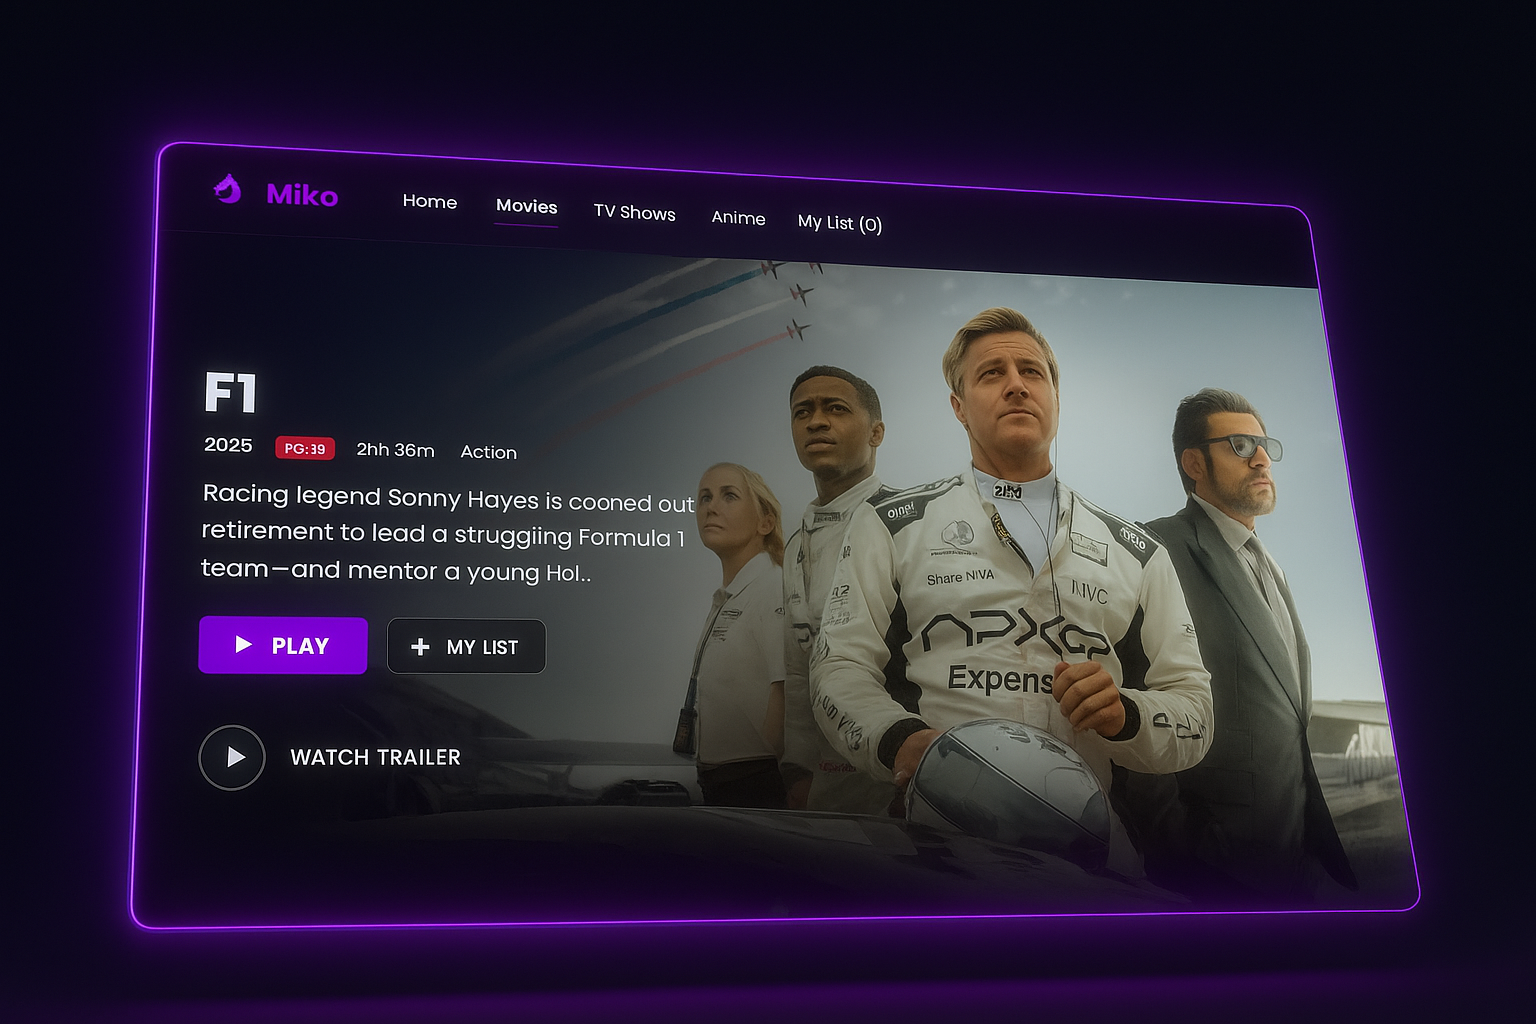 Miko
Home
Movies
TV Shows
Anime
My List (0)
F1
2025
PG:39
2hh 36m
Action
Racing legend Sonny Hayes is cooned out
retirement to lead a struggiing Formula 1
team—and mentor a young Hol..
PLAY
MY LIST
WATCH TRAILER
Share NIVA
NVC
APXGP
Expens